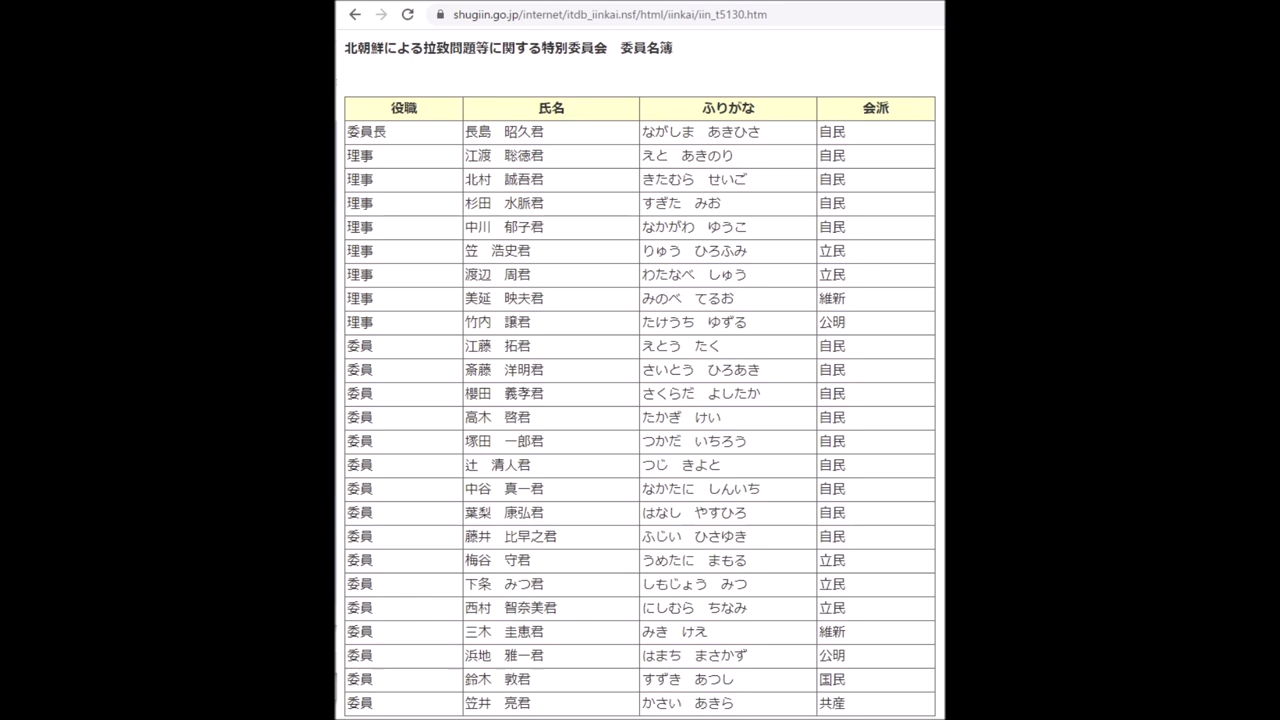 shugiin.go.jp/internet/itdb_iinkai.nsf/html/iinkai/iin_t5130.htm
北朝鮮による拉致問題等に関する特別委員会　委員名簿
役職 氏名 ふりがな 会派
委員長 長島　昭久君 ながしま　あきひさ 自民
理事 江渡　聡徳君 えと　あきのり 自民
理事 北村　誠吾君 きたむら　せいご 自民
理事 杉田　水脈君 すぎた　みお 自民
理事 中川　郁子君 なかがわ　ゆうこ 自民
理事 笠　浩史君 りゅう　ひろふみ 立民
理事 渡辺　周君 わたなべ　しゅう 立民
理事 美延　映夫君 みのべ　てるお 維新
理事 竹内　譲君 たけうち　ゆずる 公明
委員 江藤　拓君 えとう　たく 自民
委員 斎藤　洋明君 さいとう　ひろあき 自民
委員 櫻田　義孝君 さくらだ　よしたか 自民
委員 高木　啓君 たかぎ　けい 自民
委員 塚田　一郎君 つかだ　いちろう 自民
委員 辻　清人君 つじ　きよと 自民
委員 中谷　真一君 なかたに　しんいち 自民
委員 葉梨　康弘君 はなし　やすひろ 自民
委員 藤井　比早之君 ふじい　ひさゆき 自民
委員 梅谷　守君 うめたに　まもる 立民
委員 下条　みつ君 しもじょう　みつ 立民
委員 西村　智奈美君 にしむら　ちなみ 立民
委員 三木　圭恵君 みき　けえ 維新
委員 浜地　雅一君 はまち　まさかず 公明
委員 鈴木　敦君 すずき　あつし 国民
委員 笠井　亮君 かさい　あきら 共産